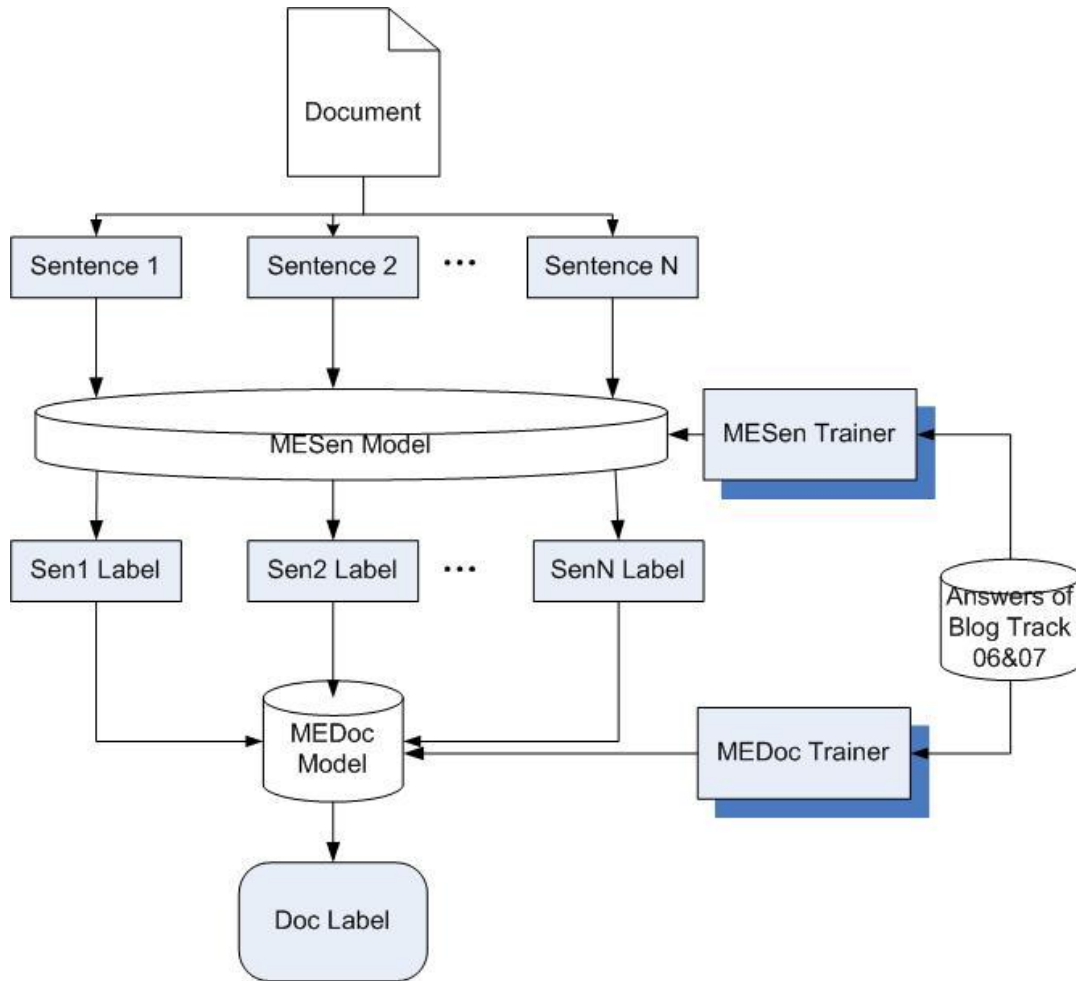 Document
Sentence 1
Sentence 2
•••
Sentence N
MESen Model
MESen Trainer
Sen1 Label
Sen2 Label
•••
SenN Label
Answers of
Blog Track
06&07
MEDoc
Model
MEDoc Trainer
Doc Label